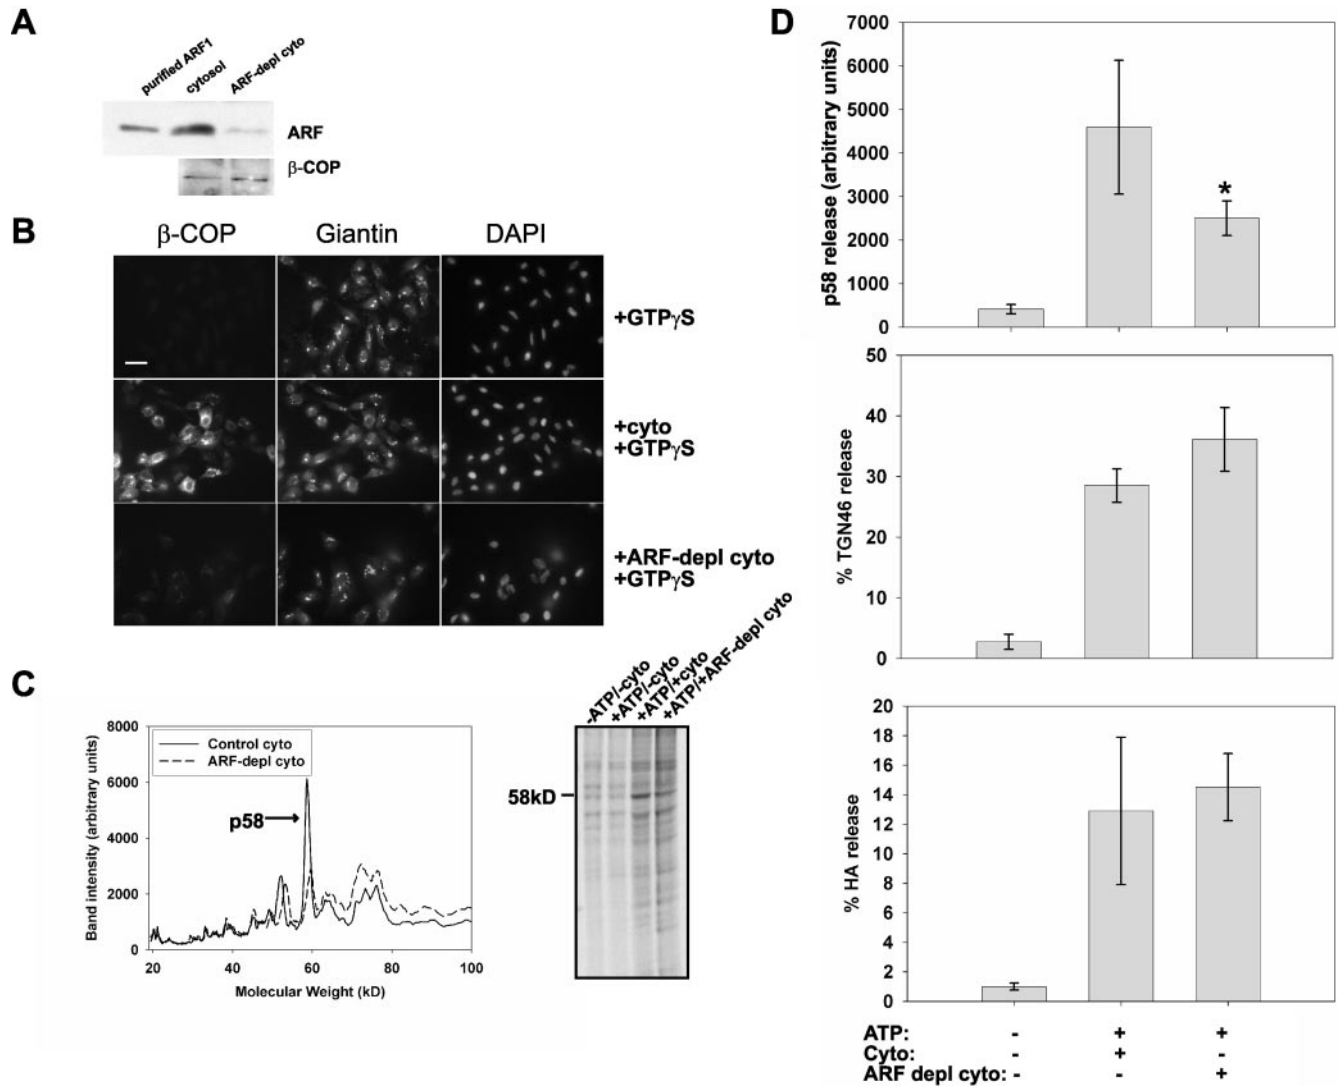 A
purified ARF1
cytosol
ARF-depl cyto
ARF
β-COP
B
β-COP
Giantin
DAPI
+GTPγS
+cyto
+GTPγS
+ARF-depl cyto
+GTPγS
C
Band intensity (arbitrary units)
8000
6000
4000
2000
0
Control cyto
ARF-depl cyto
p58
20 40 60 80 100
Molecular Weight (kD)
-ATP/-cyto
+ATP/-cyto
+ATP/+cyto
+ATP/+ARF-depl cyto
58kD
D
p58 release (arbitrary units)
7000
6000
5000
4000
3000
2000
1000
0
*
% TGN46 release
50
40
30
20
10
0
% HA release
20
18
16
14
12
10
8
6
4
2
0
ATP: - + +
Cyto: - + -
ARF depl cyto: - - +